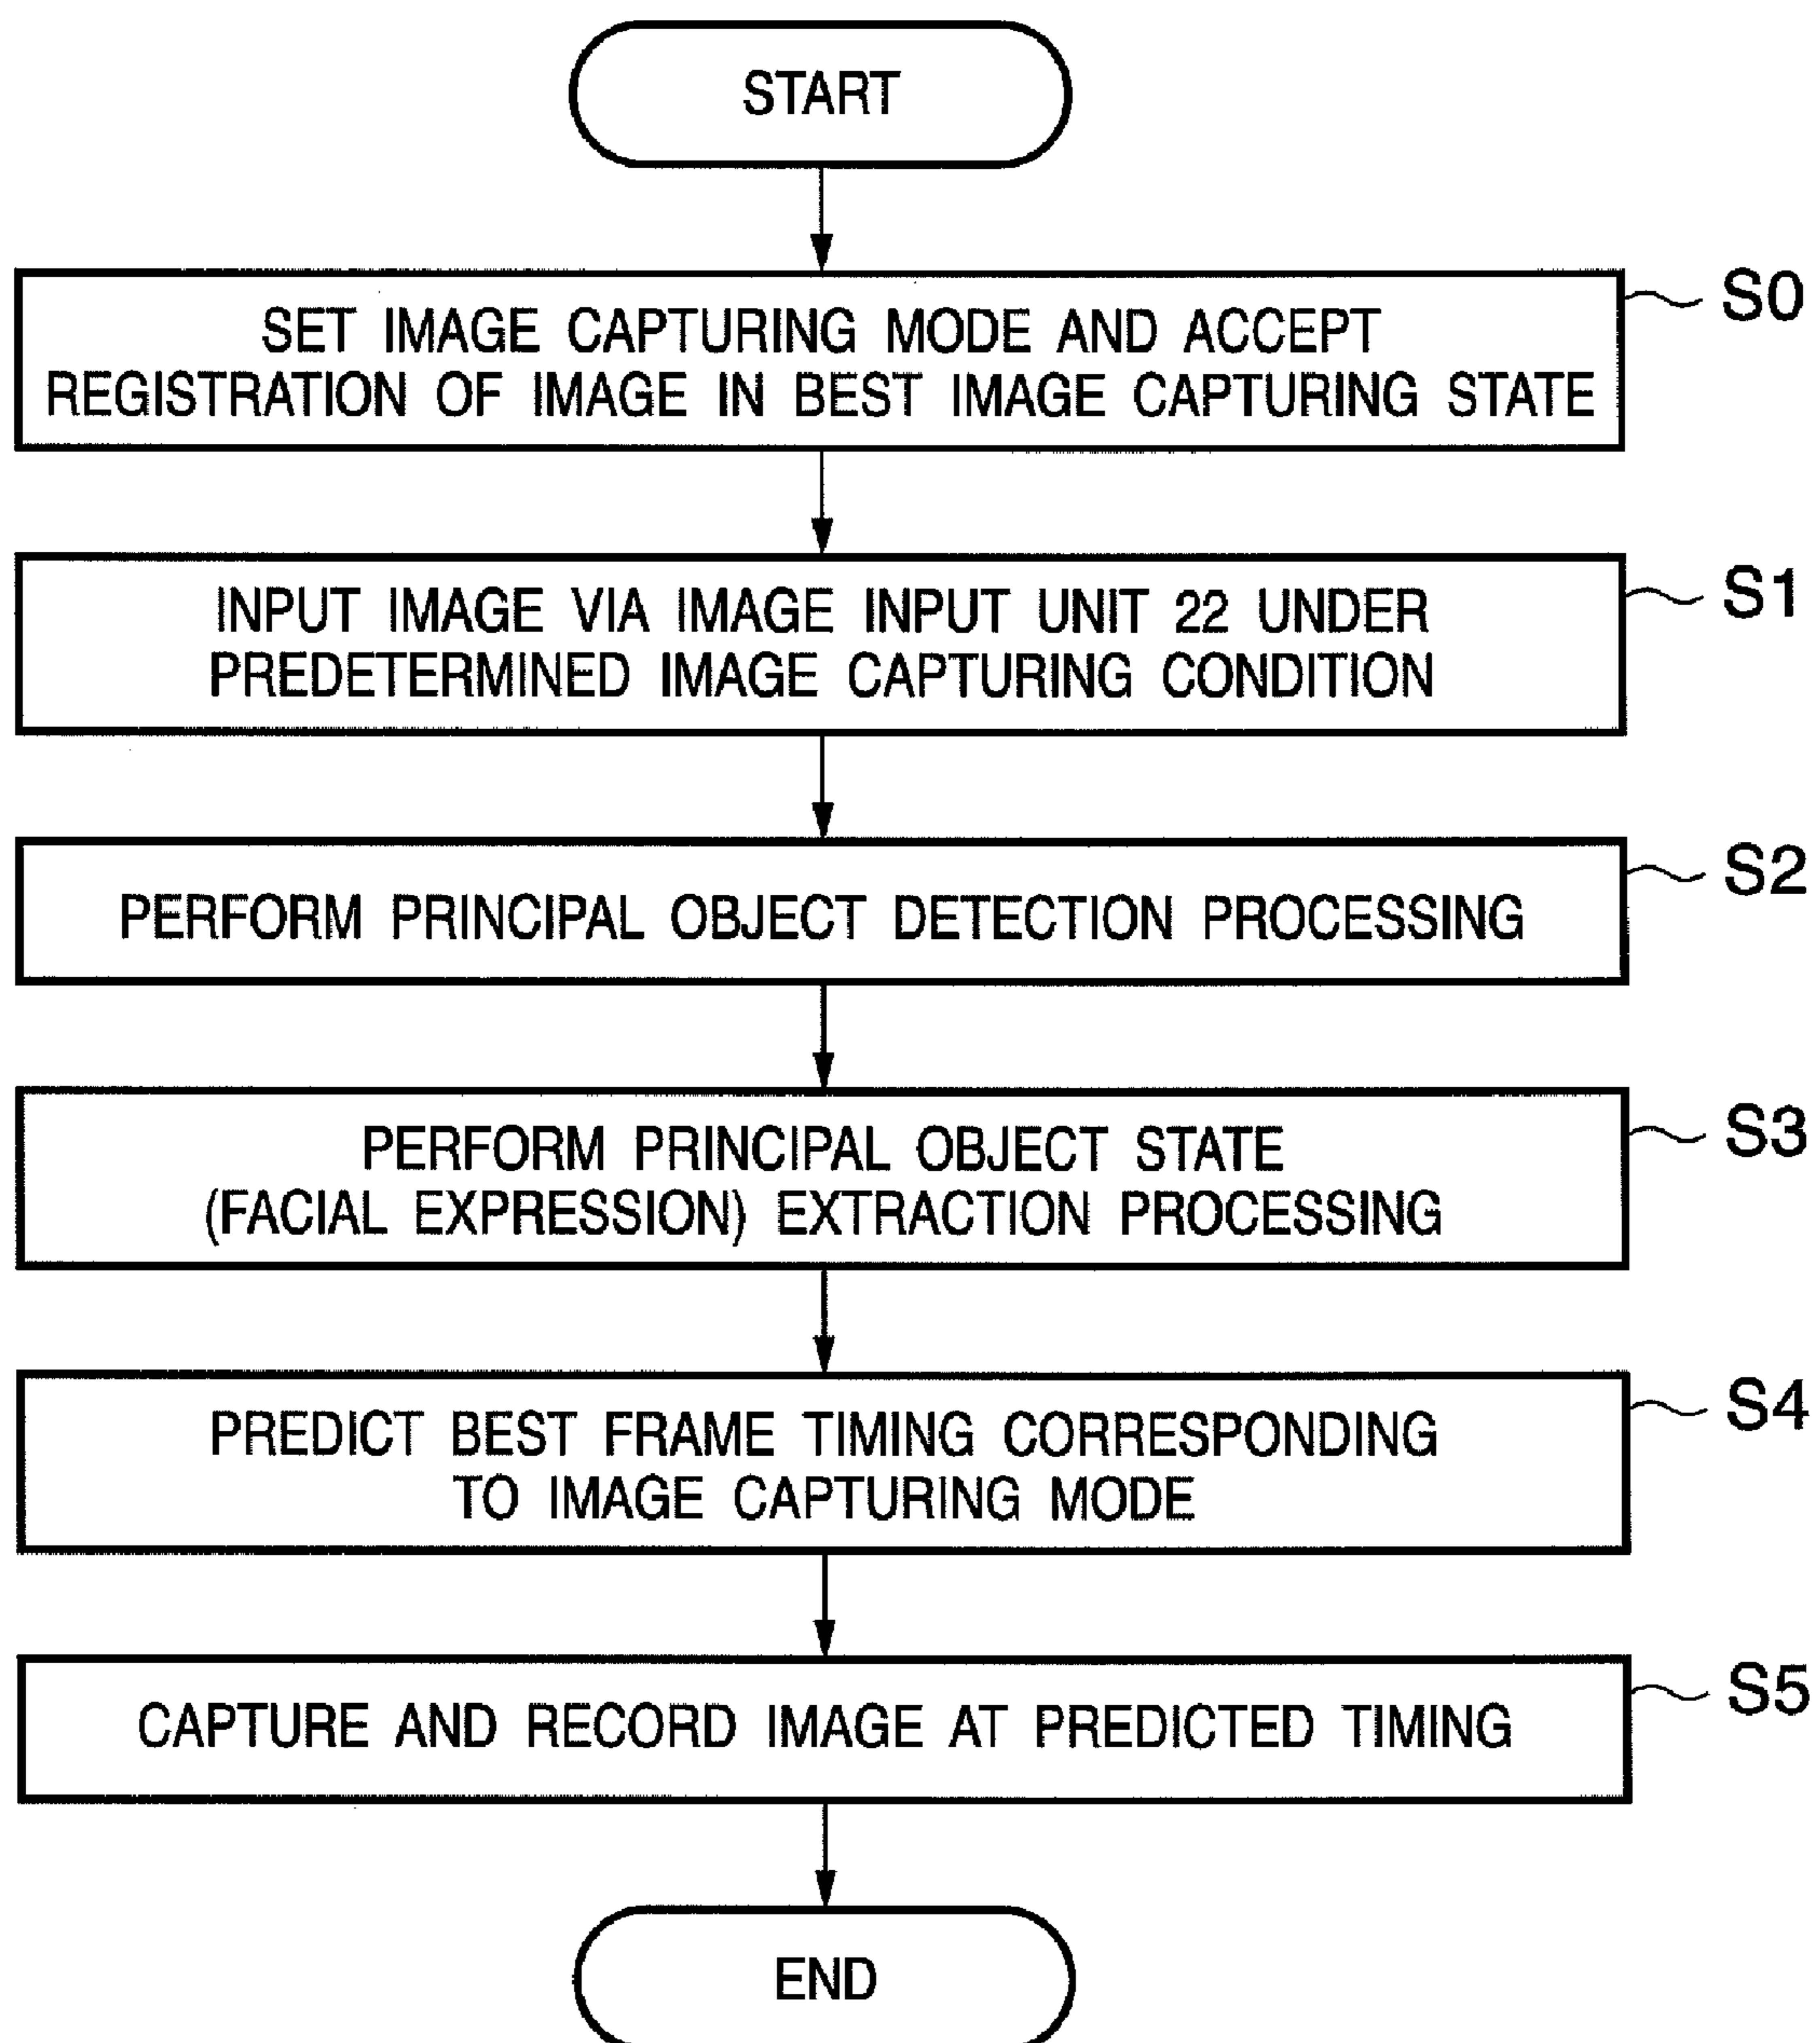 START
SET IMAGE CAPTURING MODE AND ACCEPT
REGISTRATION OF IMAGE IN BEST IMAGE CAPTURING STATE
S0
INPUT IMAGE VIA IMAGE INPUT UNIT 22 UNDER
PREDETERMINED IMAGE CAPTURING CONDITION
S1
PERFORM PRINCIPAL OBJECT DETECTION PROCESSING
S2
PERFORM PRINCIPAL OBJECT STATE
(FACIAL EXPRESSION) EXTRACTION PROCESSING
S3
PREDICT BEST FRAME TIMING CORRESPONDING
TO IMAGE CAPTURING MODE
S4
CAPTURE AND RECORD IMAGE AT PREDICTED TIMING
S5
END